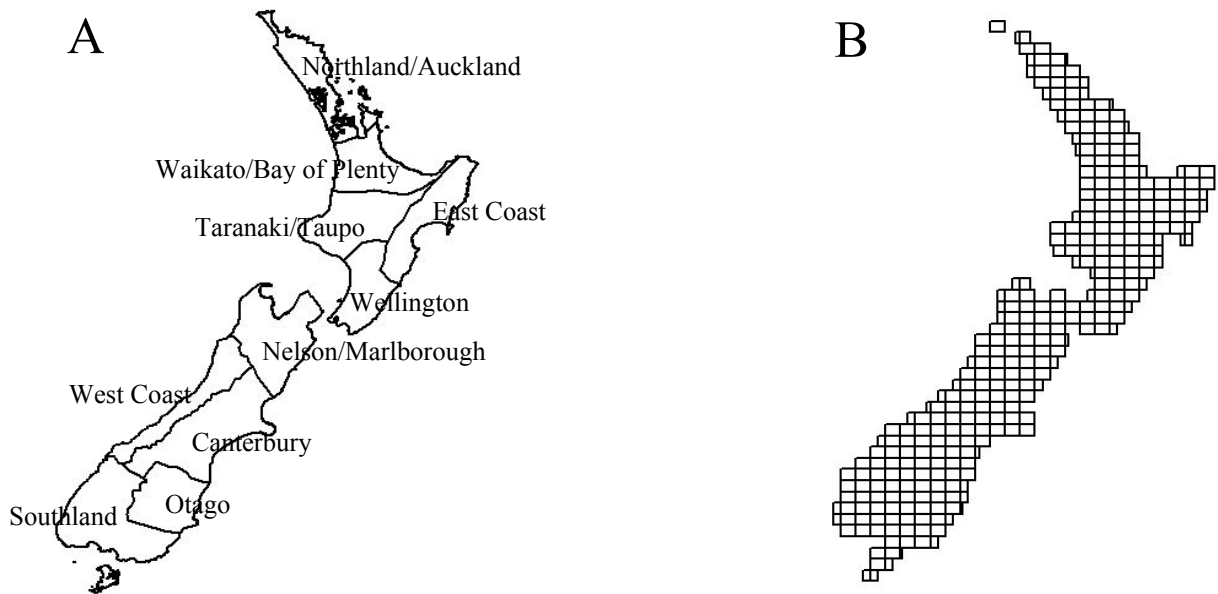 A
B
Northland/Auckland
Waikato/Bay of Plenty
East Coast
Taranaki/Taupo
Wellington
Nelson/Marlborough
West Coast
Canterbury
Otago
Southland